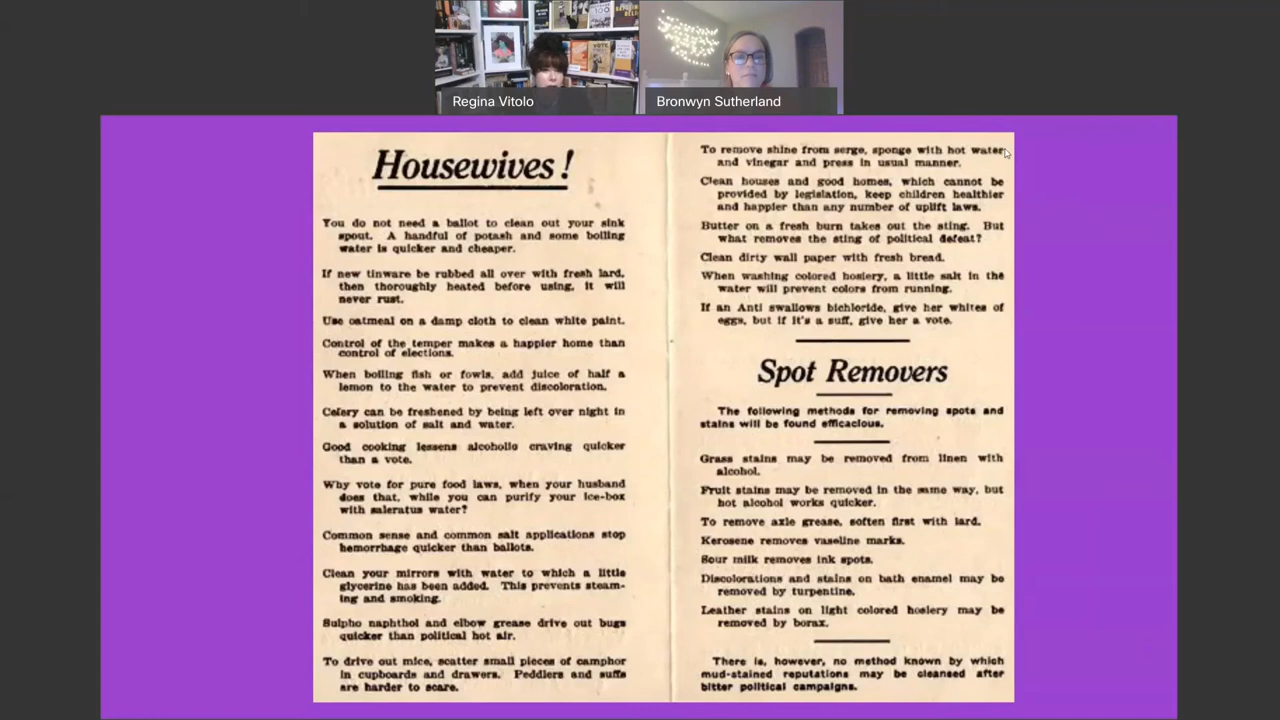 Regina Vitolo
Bronwyn Sutherland
Housewives!
You do not need a ballot to clean out your sink
spout. A handful of potash and some boiling
water is quicker and cheaper.
If new tinware be rubbed all over with fresh lard,
then thoroughly heated before using, it will
never rust.
Use oatmeal on a damp cloth to clean white paint.
Control of the temper makes a happier home than
control of elections.
When boiling fish or fowls, add juice of half a
lemon to the water to prevent discoloration.
Celery can be freshened by being left over night in
a solution of salt and water.
Good cooking lessens alcoholic craving quicker
than a vote.
Why vote for pure food laws, when your husband
does that, while you can purify your ice-box
with saleratus water?
Common sense and common salt applications stop
hemorrhage quicker than ballots.
Clean your mirrors with water to which a little
glycerine has been added. This prevents steam-
ing and smoking.
Sulpho naphthol and elbow grease drive out bugs
quicker than political hot air.
To drive out mice, scatter small pieces of camphor
in cupboards and drawers. Peddlers and suffs
are harder to scare.
To remove shine from serge, sponge with hot water
and vinegar and press in usual manner.
Clean houses and good homes, which cannot be
provided by legislation, keep children healthier
and happier than any number of uplift laws.
Butter on a fresh burn takes out the sting. But
what removes the sting of political defeat?
Clean dirty wall paper with fresh bread.
When washing colored hosiery, a little salt in the
water will prevent colors from running.
If an Anti swallows bichloride, give her whites of
eggs, but if it's a suff, give her a vote.
Spot Removers
The following methods for removing spots and
stains will be found efficacious.
Grass stains may be removed from linen with
alcohol.
Fruit stains may be removed in the same way, but
hot alcohol works quicker.
To remove axle grease, soften first with lard.
Kerosene removes vaseline marks.
Sour milk removes ink spots.
Discolorations and stains on bath enamel may be
removed by turpentine.
Leather stains on light colored hosiery may be
removed by borax.
There is, however, no method known by which
mud-stained reputations may be cleaned after
bitter political campaigns.